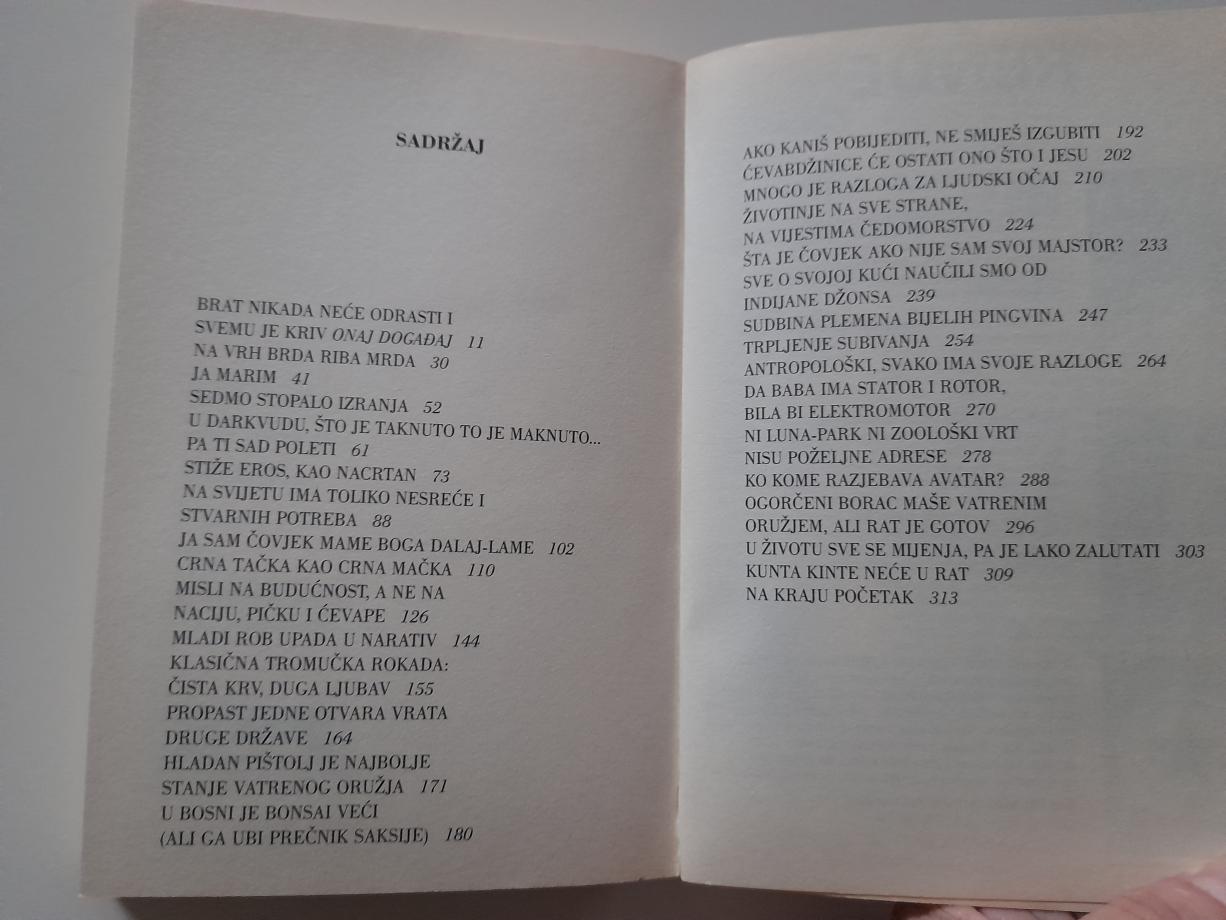 SADRŽAJ
BRAT NIKADA NEĆE ODRASTI I
SVEMU JE KRIV ONAJ DOGAĐAJ 11
NA VRH BRDA RIBA MRDA 30
JA MARIM 41
SEDMO STOPALO IZRANJA 52
U DARKVUDU, ŠTO JE TAKNUTO TO JE MAKNUTO...
PA TI SAD POLETI 61
STIŽE EROS, KAO NACRTAN 73
NA SVIJETU IMA TOLIKO NESREĆE I
STVARNIH POTREBA 88
JA SAM ČOVJEK MAME BOGA DALAJ-LAME 102
CRNA TAČKA KAO CRNA MAČKA 110
MISLI NA BUDUĆNOST, A NE NA
NACIJU, PIČKU I ĆEVAPE 126
MLADI ROB UPADA U NARATIV 144
KLASIČNA TROMUČKA ROKADA:
ČISTA KRV, DUGA LJUBAV 155
PROPAST JEDNE OTVARA VRATA
DRUGE DRŽAVE 164
HLADAN PIŠTOLJ JE NAJBOLJE
STANJE VATRENOG ORUŽJA 171
U BOSNI JE BONSAI VEĆI
(ALI GA UBI PREČNIK SAKSIJE) 180
AKO KANIŠ POBIJEDITI, NE SMIJEŠ IZGUBITI 192
ĆEVABDŽINICE ĆE OSTATI ONO ŠTO I JESU 202
MNOGO JE RAZLOGA ZA LJUDSKI OČAJ 210
ŽIVOTINJE NA SVE STRANE,
NA VIJESTIMA ČEDOMORSTVO 224
ŠTA JE ČOVJEK AKO NIJE SAM SVOJ MAJSTOR? 233
SVE O SVOJOJ KUĆI NAUČILI SMO OD
INDIJANE DŽONSA 239
SUDBINA PLEMENA BIJELIH PINGVINA 247
TRPLJENJE SUBIVANJA 254
ANTROPOLOŠKI, SVAKO IMA SVOJE RAZLOGE 264
DA BABA IMA STATOR I ROTOR,
BILA BI ELEKTROMOTOR 270
NI LUNA-PARK NI ZOOLOŠKI VRT
NISU POŽELJNE ADRESE 278
KO KOME RAZJEBAVA AVATAR? 288
OGORČENI BORAC MAŠE VATRENIM
ORUŽJEM, ALI RAT JE GOTOV 296
U ŽIVOTU SVE SE MIJENJA, PA JE LAKO ZALUTATI 303
KUNTA KINTE NEĆE U RAT 309
NA KRAJU POČETAK 313